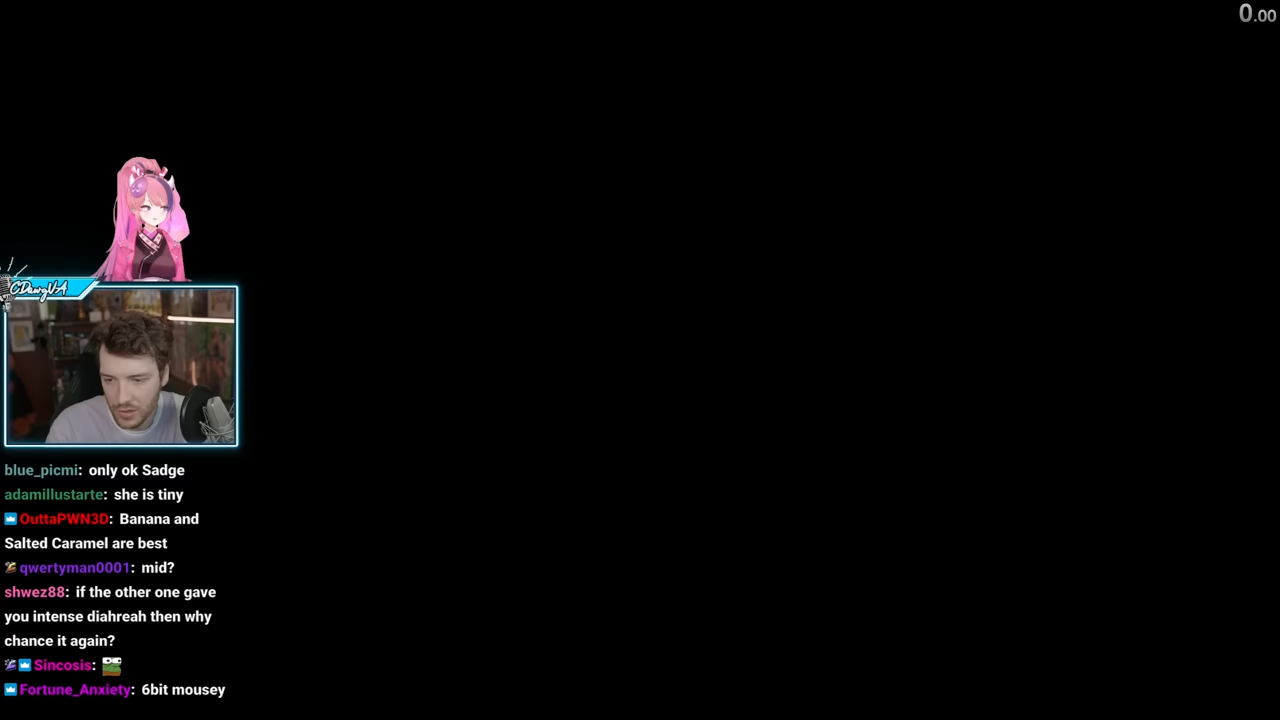 0.00
CDawgVA
blue_picmi: only ok Sadge
adamillustarte: she is tiny
OuttaPWN3D: Banana and
Salted Caramel are best
qwertyman0001: mid?
shwez88: if the other one gave
you intense diahreah then why
chance it again?
Sincosis:
Fortune_Anxiety: 6bit mousey